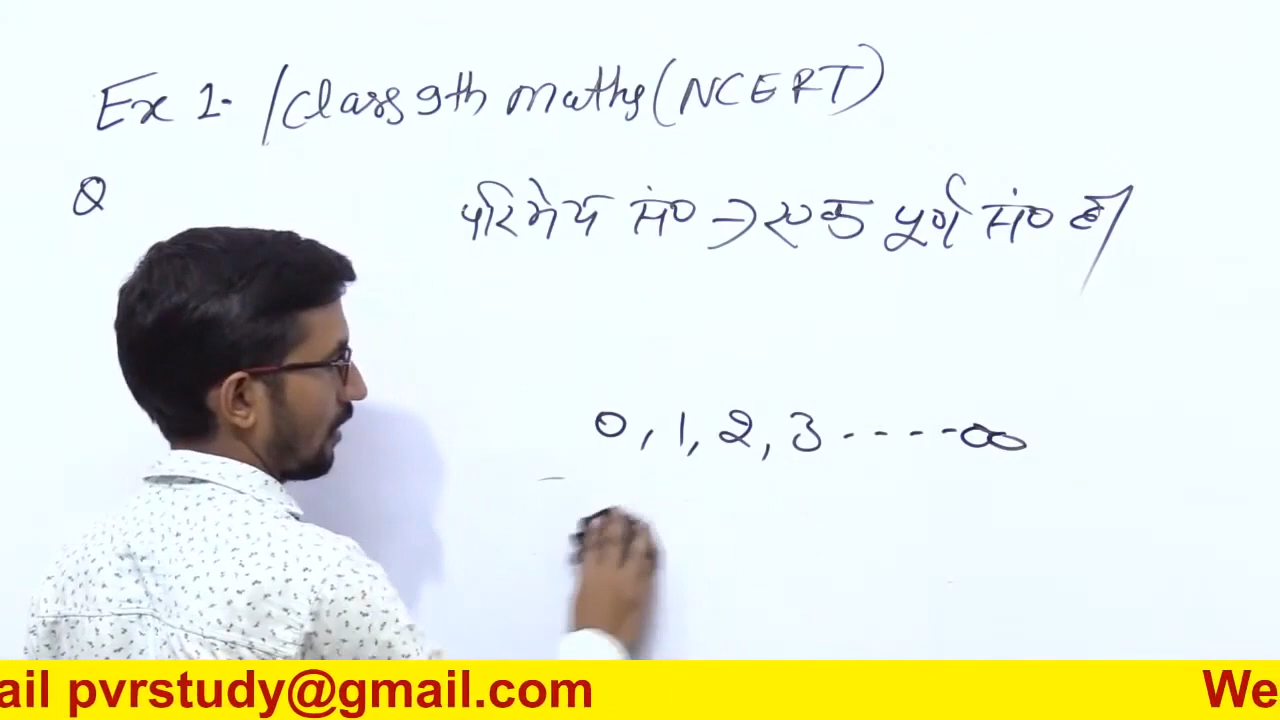 Ex 1. / Class 9th maths (NCERT)
Q
परिमेय सं० → एक पूर्ण सं० है/
0, 1, 2, 3 ----∞
ail pvrstudy@gmail.com We